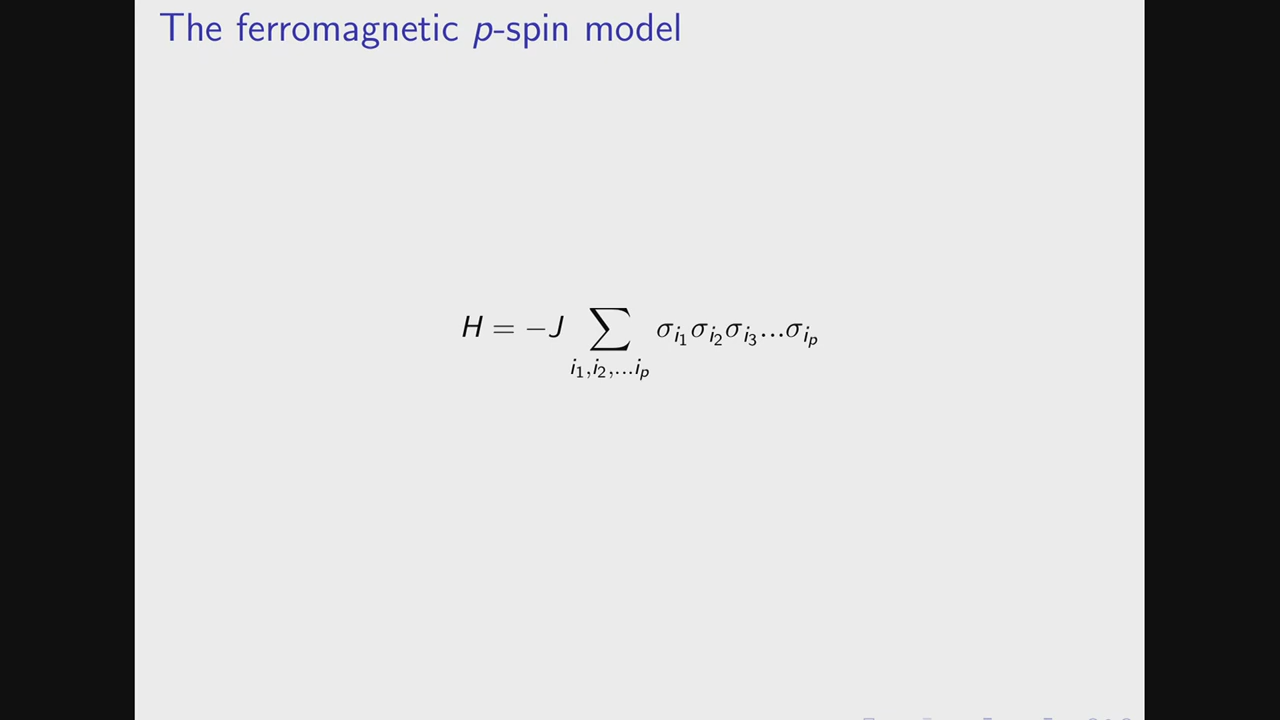 The ferromagnetic p-spin model
H = −J ∑ σ_{i_1}σ_{i_2}σ_{i_3}...σ_{i_p}
i_1,i_2,...i_p